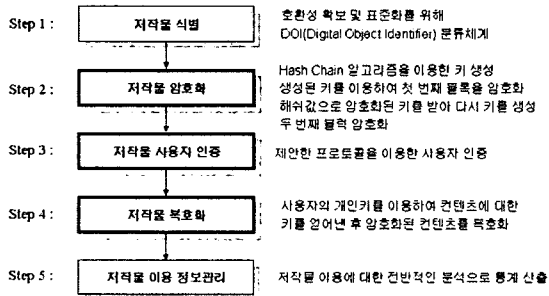 Step 1 : 저작물 식별 호환성 확보 및 표준화를 위해
DOI(Digital Object Identifier) 분류체계
Step 2 : 저작물 암호화 Hash Chain 알고리즘을 이용한 키 생성
생성된 키를 이용하여 첫 번째 블록을 암호화
해쉬값으로 암호화된 키를 받아 다시 키를 생성
두 번째 블럭 암호화
Step 3 : 저작물 사용자 인증 제안한 프로토콜을 이용한 사용자 인증
Step 4 : 저작물 복호화 사용자의 개인키를 이용하여 컨텐츠에 대한
키를 얻어낸 후 암호화된 컨텐츠를 복호화
Step 5 : 저작물 이용 정보관리 저작물 이용에 대한 전반적인 분석으로 통계 산출